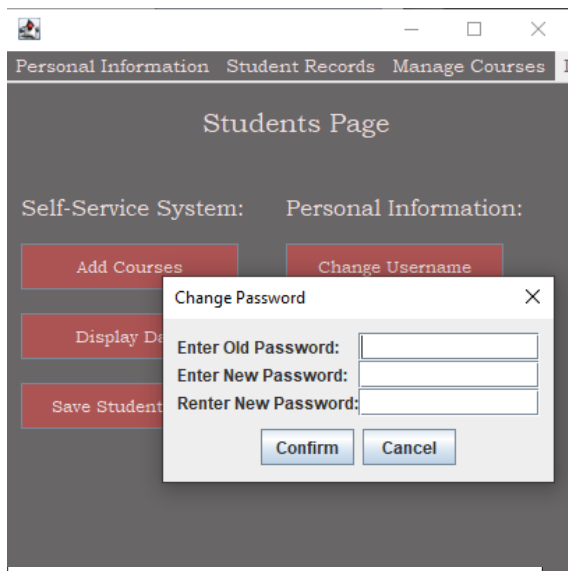 Personal Information Student Records Manage Courses
Students Page
Self-Service System: Personal Information:
Add Courses Change Username
Change Password
Display
Enter Old Password:
Enter New Password:
Save Student
Renter New Password:
Confirm Cancel